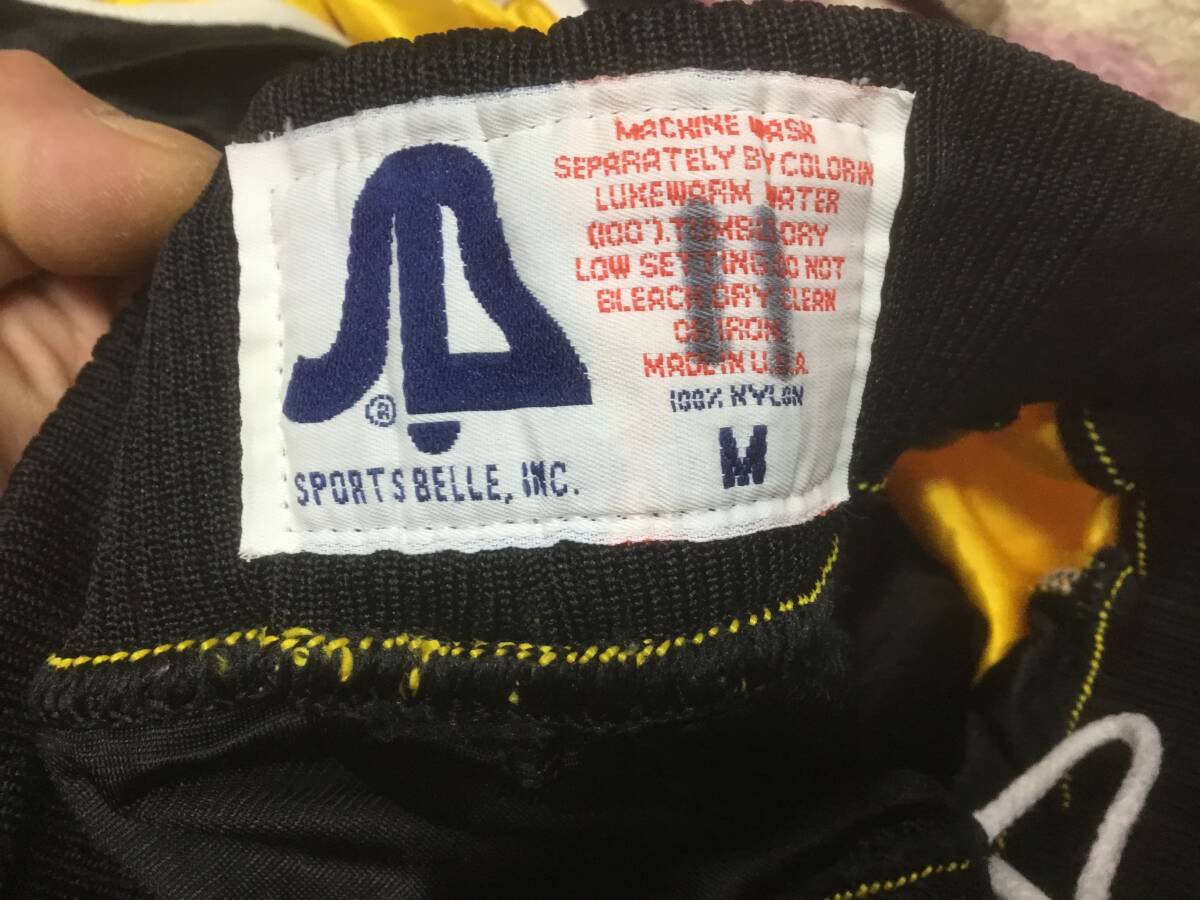 MACHINE WASH
SEPARATELY BY COLOR IN
LUKEWARM WATER
(100°). TUMBLE DRY
LOW SETTING DO NOT
BLEACH DRY CLEAN
OR IRON
MADE IN U.S.A.
100% NYLON
M
®
SPORTS BELLE, INC.
11